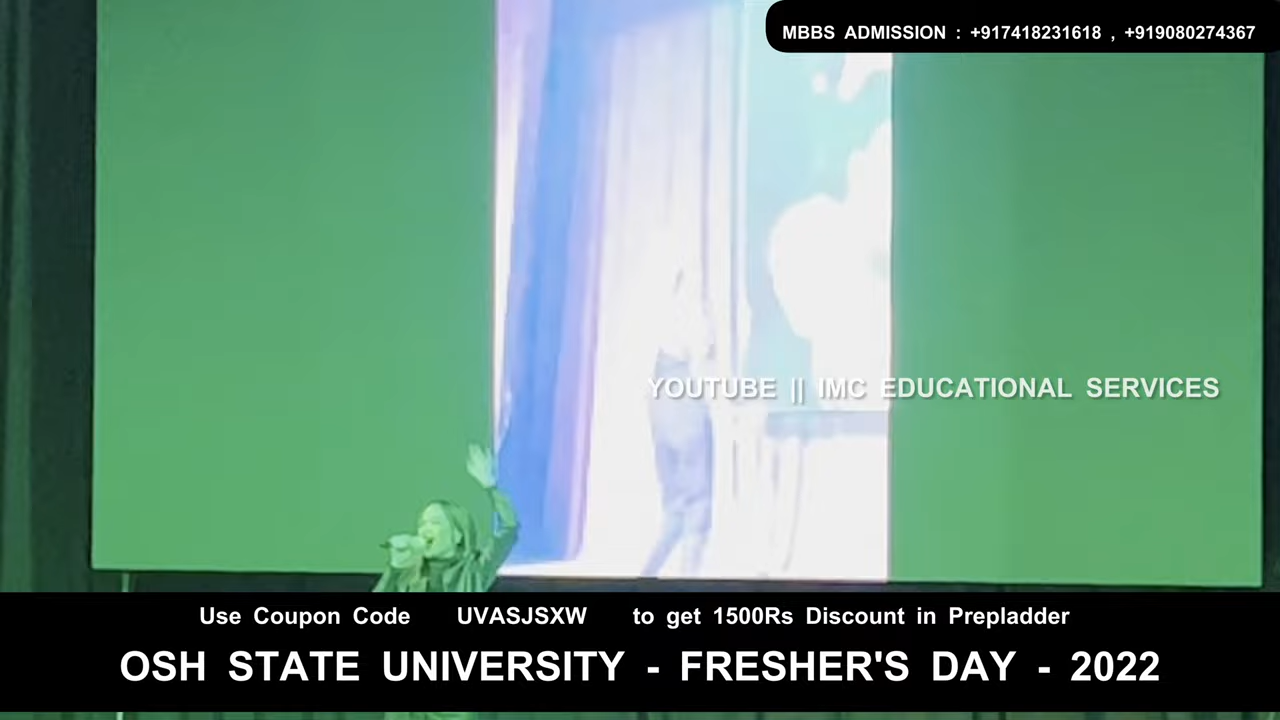 MBBS ADMISSION : +917418231618 , +919080274367
YOUTUBE || IMC EDUCATIONAL SERVICES
Use Coupon Code UVASJSXW to get 1500Rs Discount in Prepladder
OSH STATE UNIVERSITY - FRESHER'S DAY - 2022